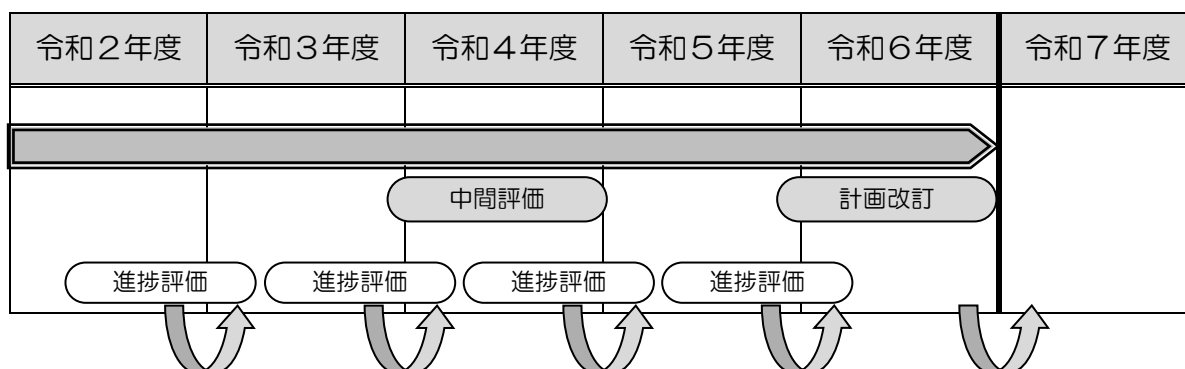 令和２年度 令和３年度 令和４年度 令和５年度 令和６年度 令和７年度
中間評価 計画改訂
進捗評価 進捗評価 進捗評価 進捗評価